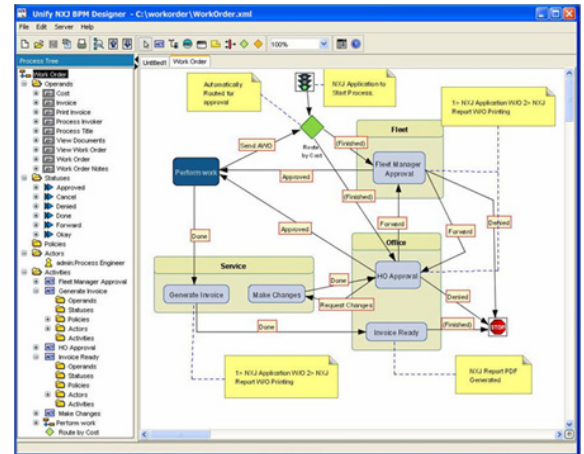 Unify NXJ BPM Designer - C:\workorder\WorkOrder.xml
File Edit Server Help
100%
Process Tree
Untitled1 Work Order
Work Order
Operands
Cost
Invoice
Print Invoice
Process Invoker
Process Title
View Documents
View Work Order
Work Order
Work Order Notes
Statuses
Approved
Cancel
Denied
Done
Forward
Okay
Policies
Actors
admin:Process Engineer
Activities
Fleet Manager Approval
Generate Invoice
Operands
Statuses
Policies
Actors
Activities
HO Approval
Invoice Ready
Operands
Statuses
Policies
Actors
Activities
Make Changes
Perform work
Route by Cost
Automatically
Routed for
approval
NXJ Application to
Start Process.
1> NXJ Application W/O 2> NXJ
Report W/O Printing
Send AWO
Route
by Cost
(Finished)
Fleet
Fleet Manager
Approval
Perform work
Approved
(Finished)
Approved
Forward
Forward
Denied
Done
Office
HO Approval
Service
Generate Invoice
Make Changes
Done
Request Changes
Denied
Done
Invoice Ready
(Finished)
STOP
1> NXJ Application W/O 2> NXJ
Report W/O Printing
NXJ Report PDF
Generated